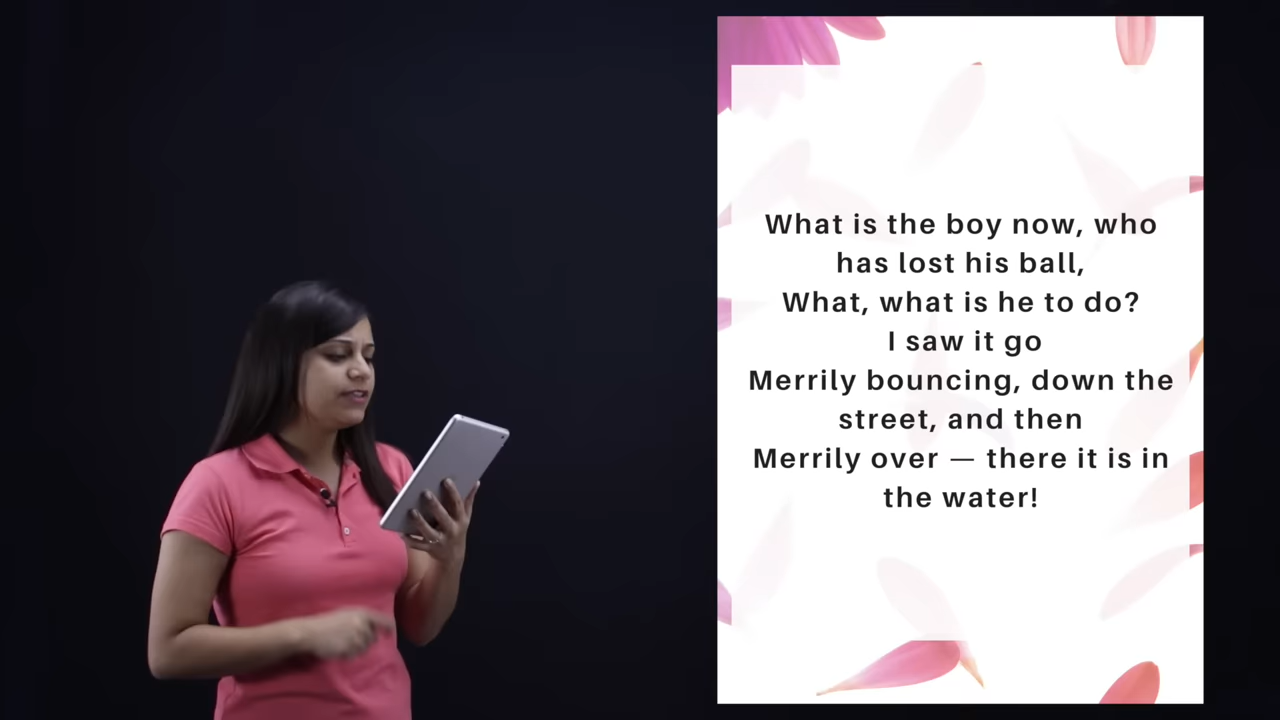 What is the boy now, who
has lost his ball,
What, what is he to do?
I saw it go
Merrily bouncing, down the
street, and then
Merrily over — there it is in
the water!